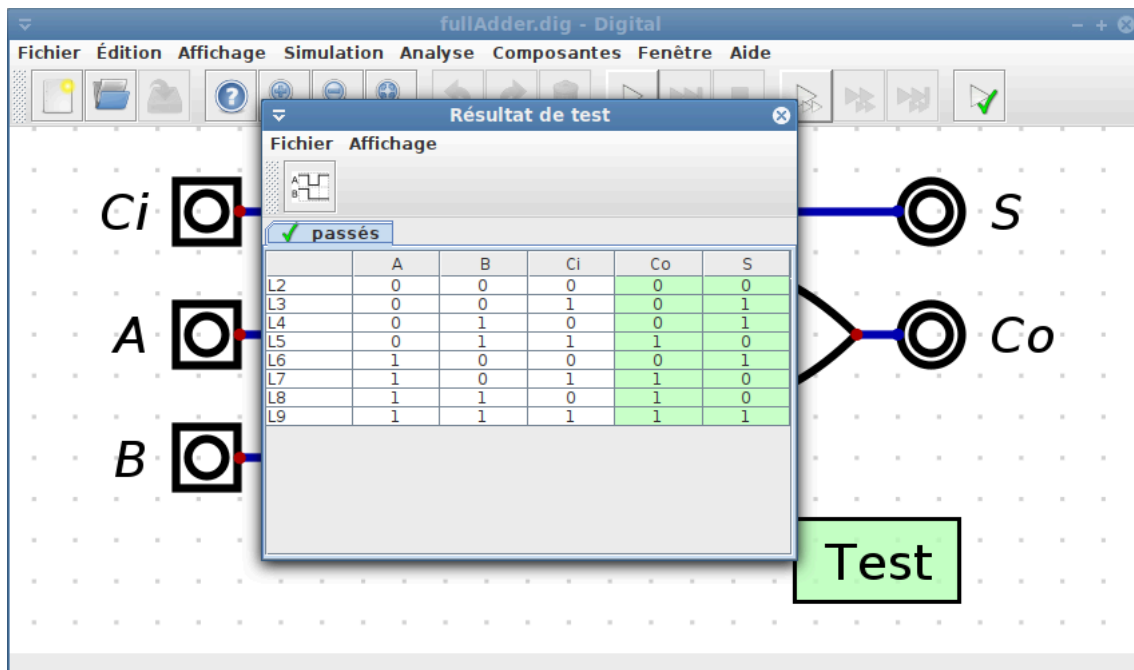 fullAdder.dig - Digital
Fichier Édition Affichage Simulation Analyse Composantes Fenêtre Aide
Résultat de test
Fichier Affichage
A
B
passés
A B Ci Co S
L2 0 0 0 0 0
L3 0 0 1 0 1
L4 0 1 0 0 1
L5 0 1 1 1 0
L6 1 0 0 0 1
L7 1 0 1 1 0
L8 1 1 0 1 0
L9 1 1 1 1 1
Ci
S
A
Co
B
Test